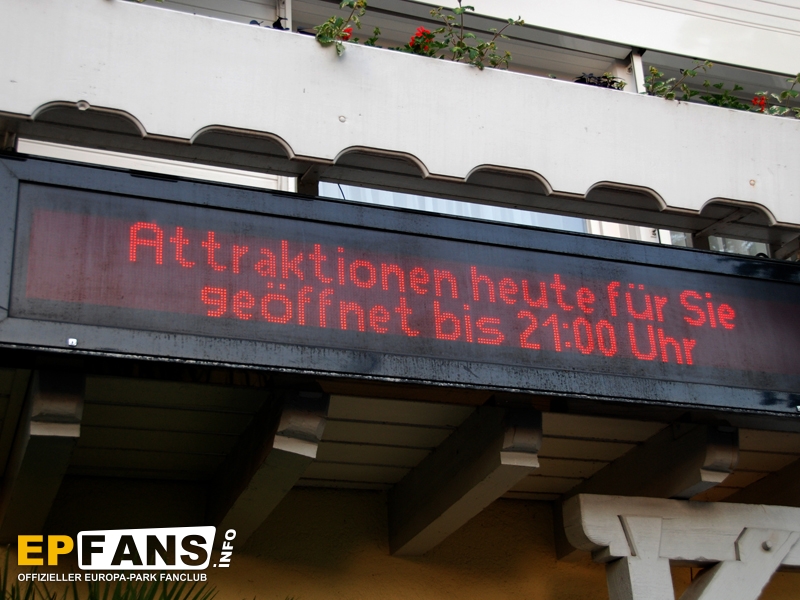 Attraktionen heute für Sie
geöffnet bis 21:00 Uhr
EPFANS.INFO
OFFIZIELLER EUROPA-PARK FANCLUB